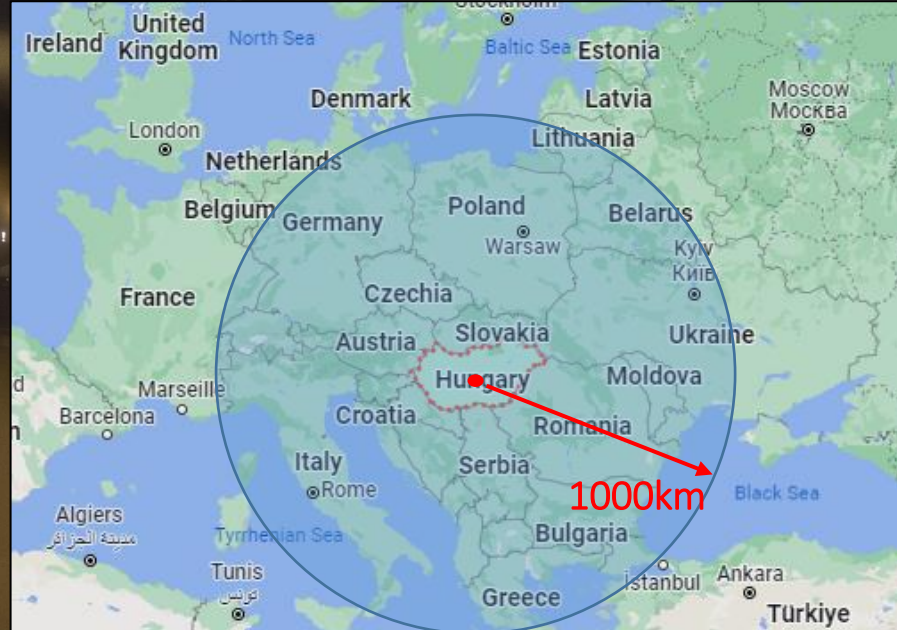 Stockholm
United
Kingdom
Ireland
North Sea
Baltic Sea
Estonia
Denmark
Latvia
Moscow
Москва
London
Lithuania
Netherlands
Belgium
Germany
Poland
Belarus
Warsaw
Kyiv
Київ
France
Czechia
Austria
Slovakia
Ukraine
Hungary
Moldova
Marseille
Barcelona
Croatia
Romania
Italy
Serbia
Rome
1000km
Black Sea
Algiers
مدينة الجزائر
Tyrrhenian Sea
Bulgaria
Tunis
تونس
İstanbul
Ankara
Greece
Türkiye